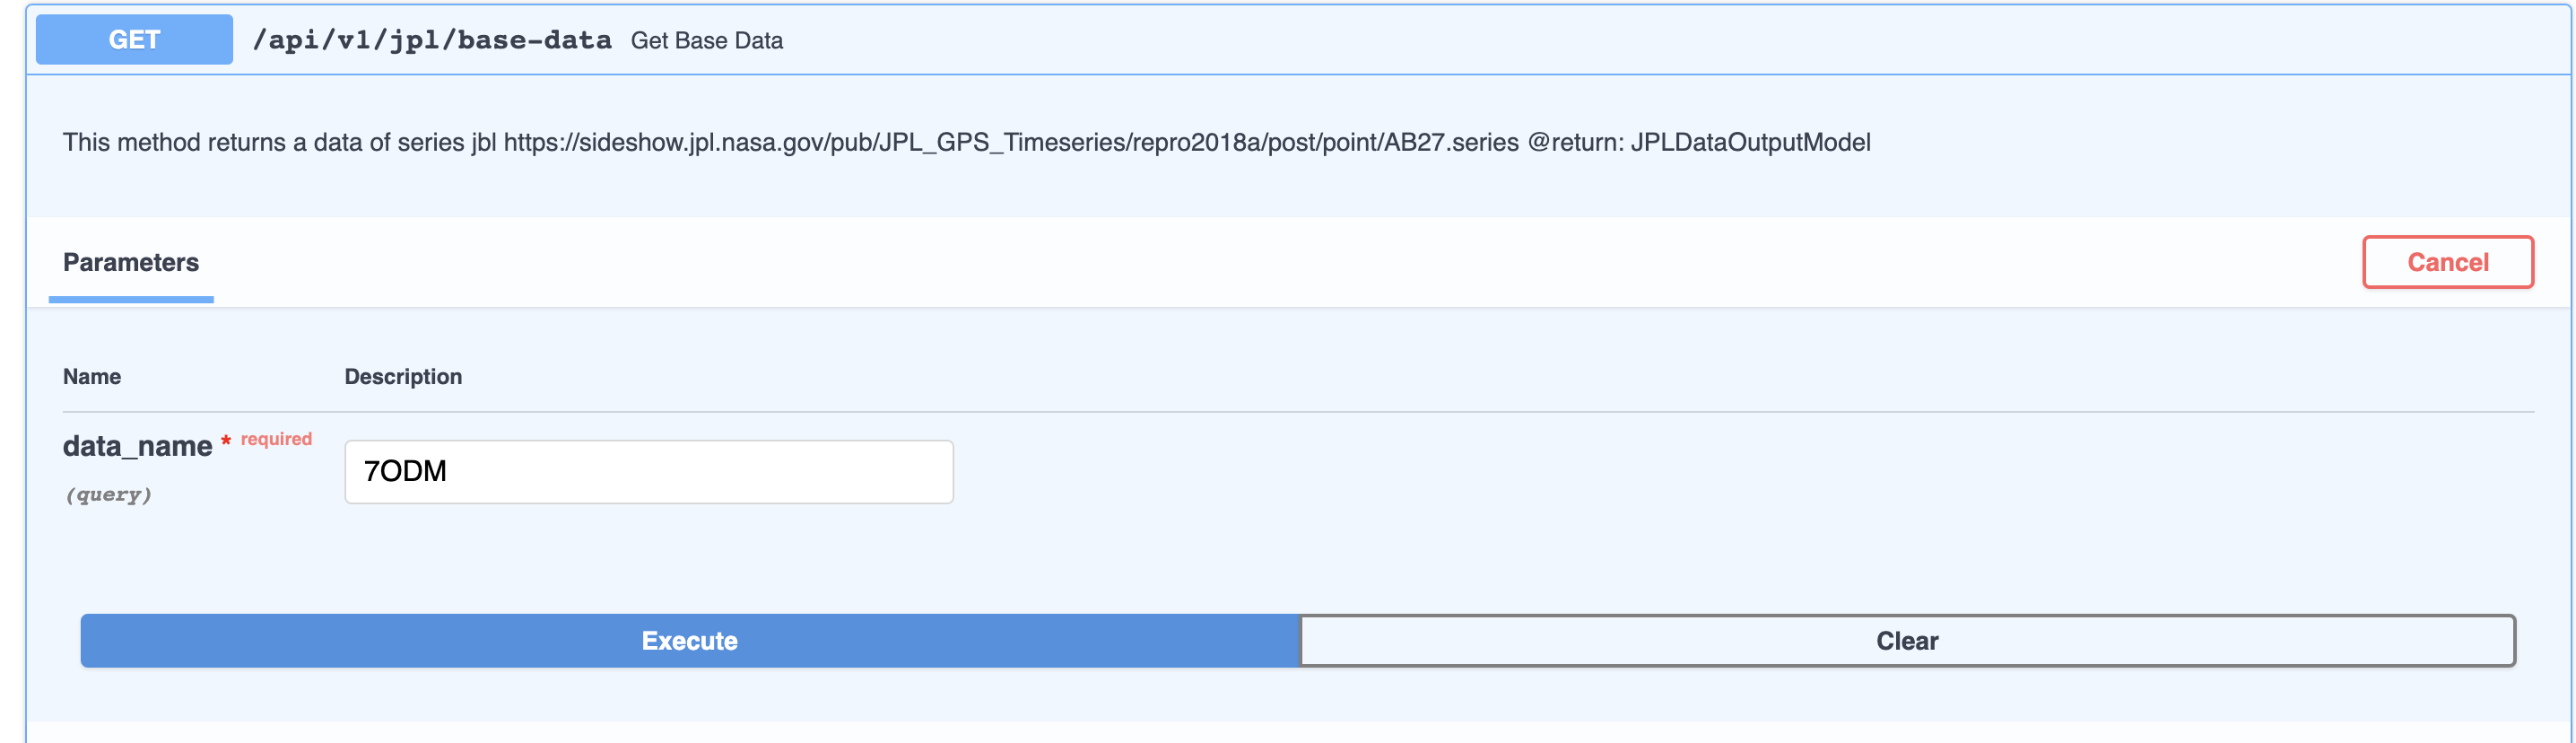 GET /api/v1/jpl/base-data Get Base Data
This method returns a data of series jbl https://sideshow.jpl.nasa.gov/pub/JPL_GPS_Timeseries/repro2018a/post/point/AB27.series @return: JPLDataOutputModel
Parameters Cancel
Name Description
data_name * required
(query)
7ODM
Execute Clear